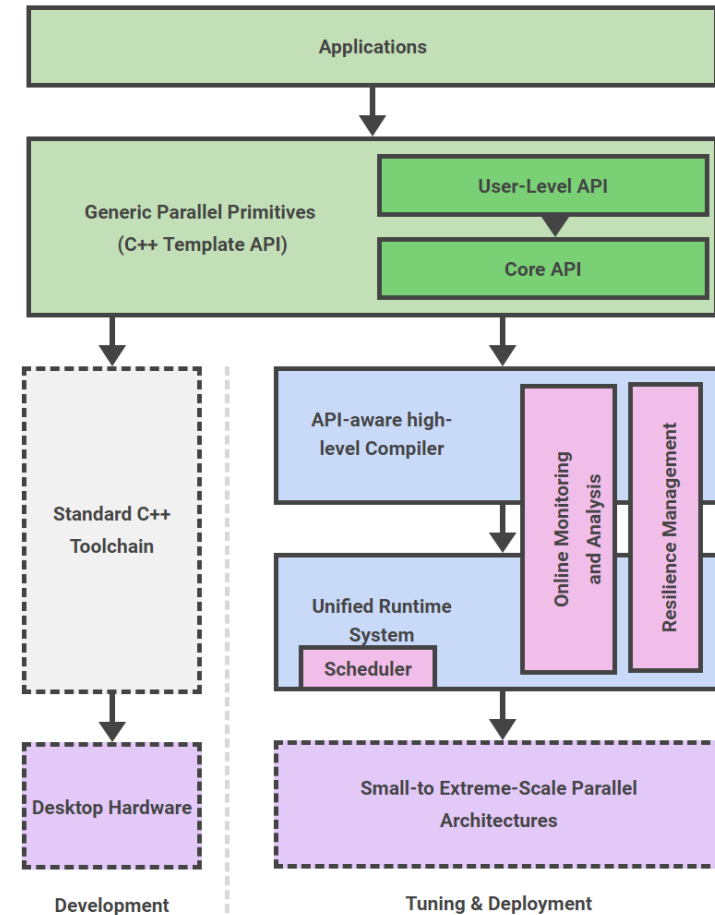 Applications
Generic Parallel Primitives
(C++ Template API)
User-Level API
Core API
Standard C++
Toolchain
API-aware high-
level Compiler
Online Monitoring
and Analysis
Resilience Management
Unified Runtime
System
Scheduler
Desktop Hardware
Small-to Extreme-Scale Parallel
Architectures
Development
Tuning & Deployment